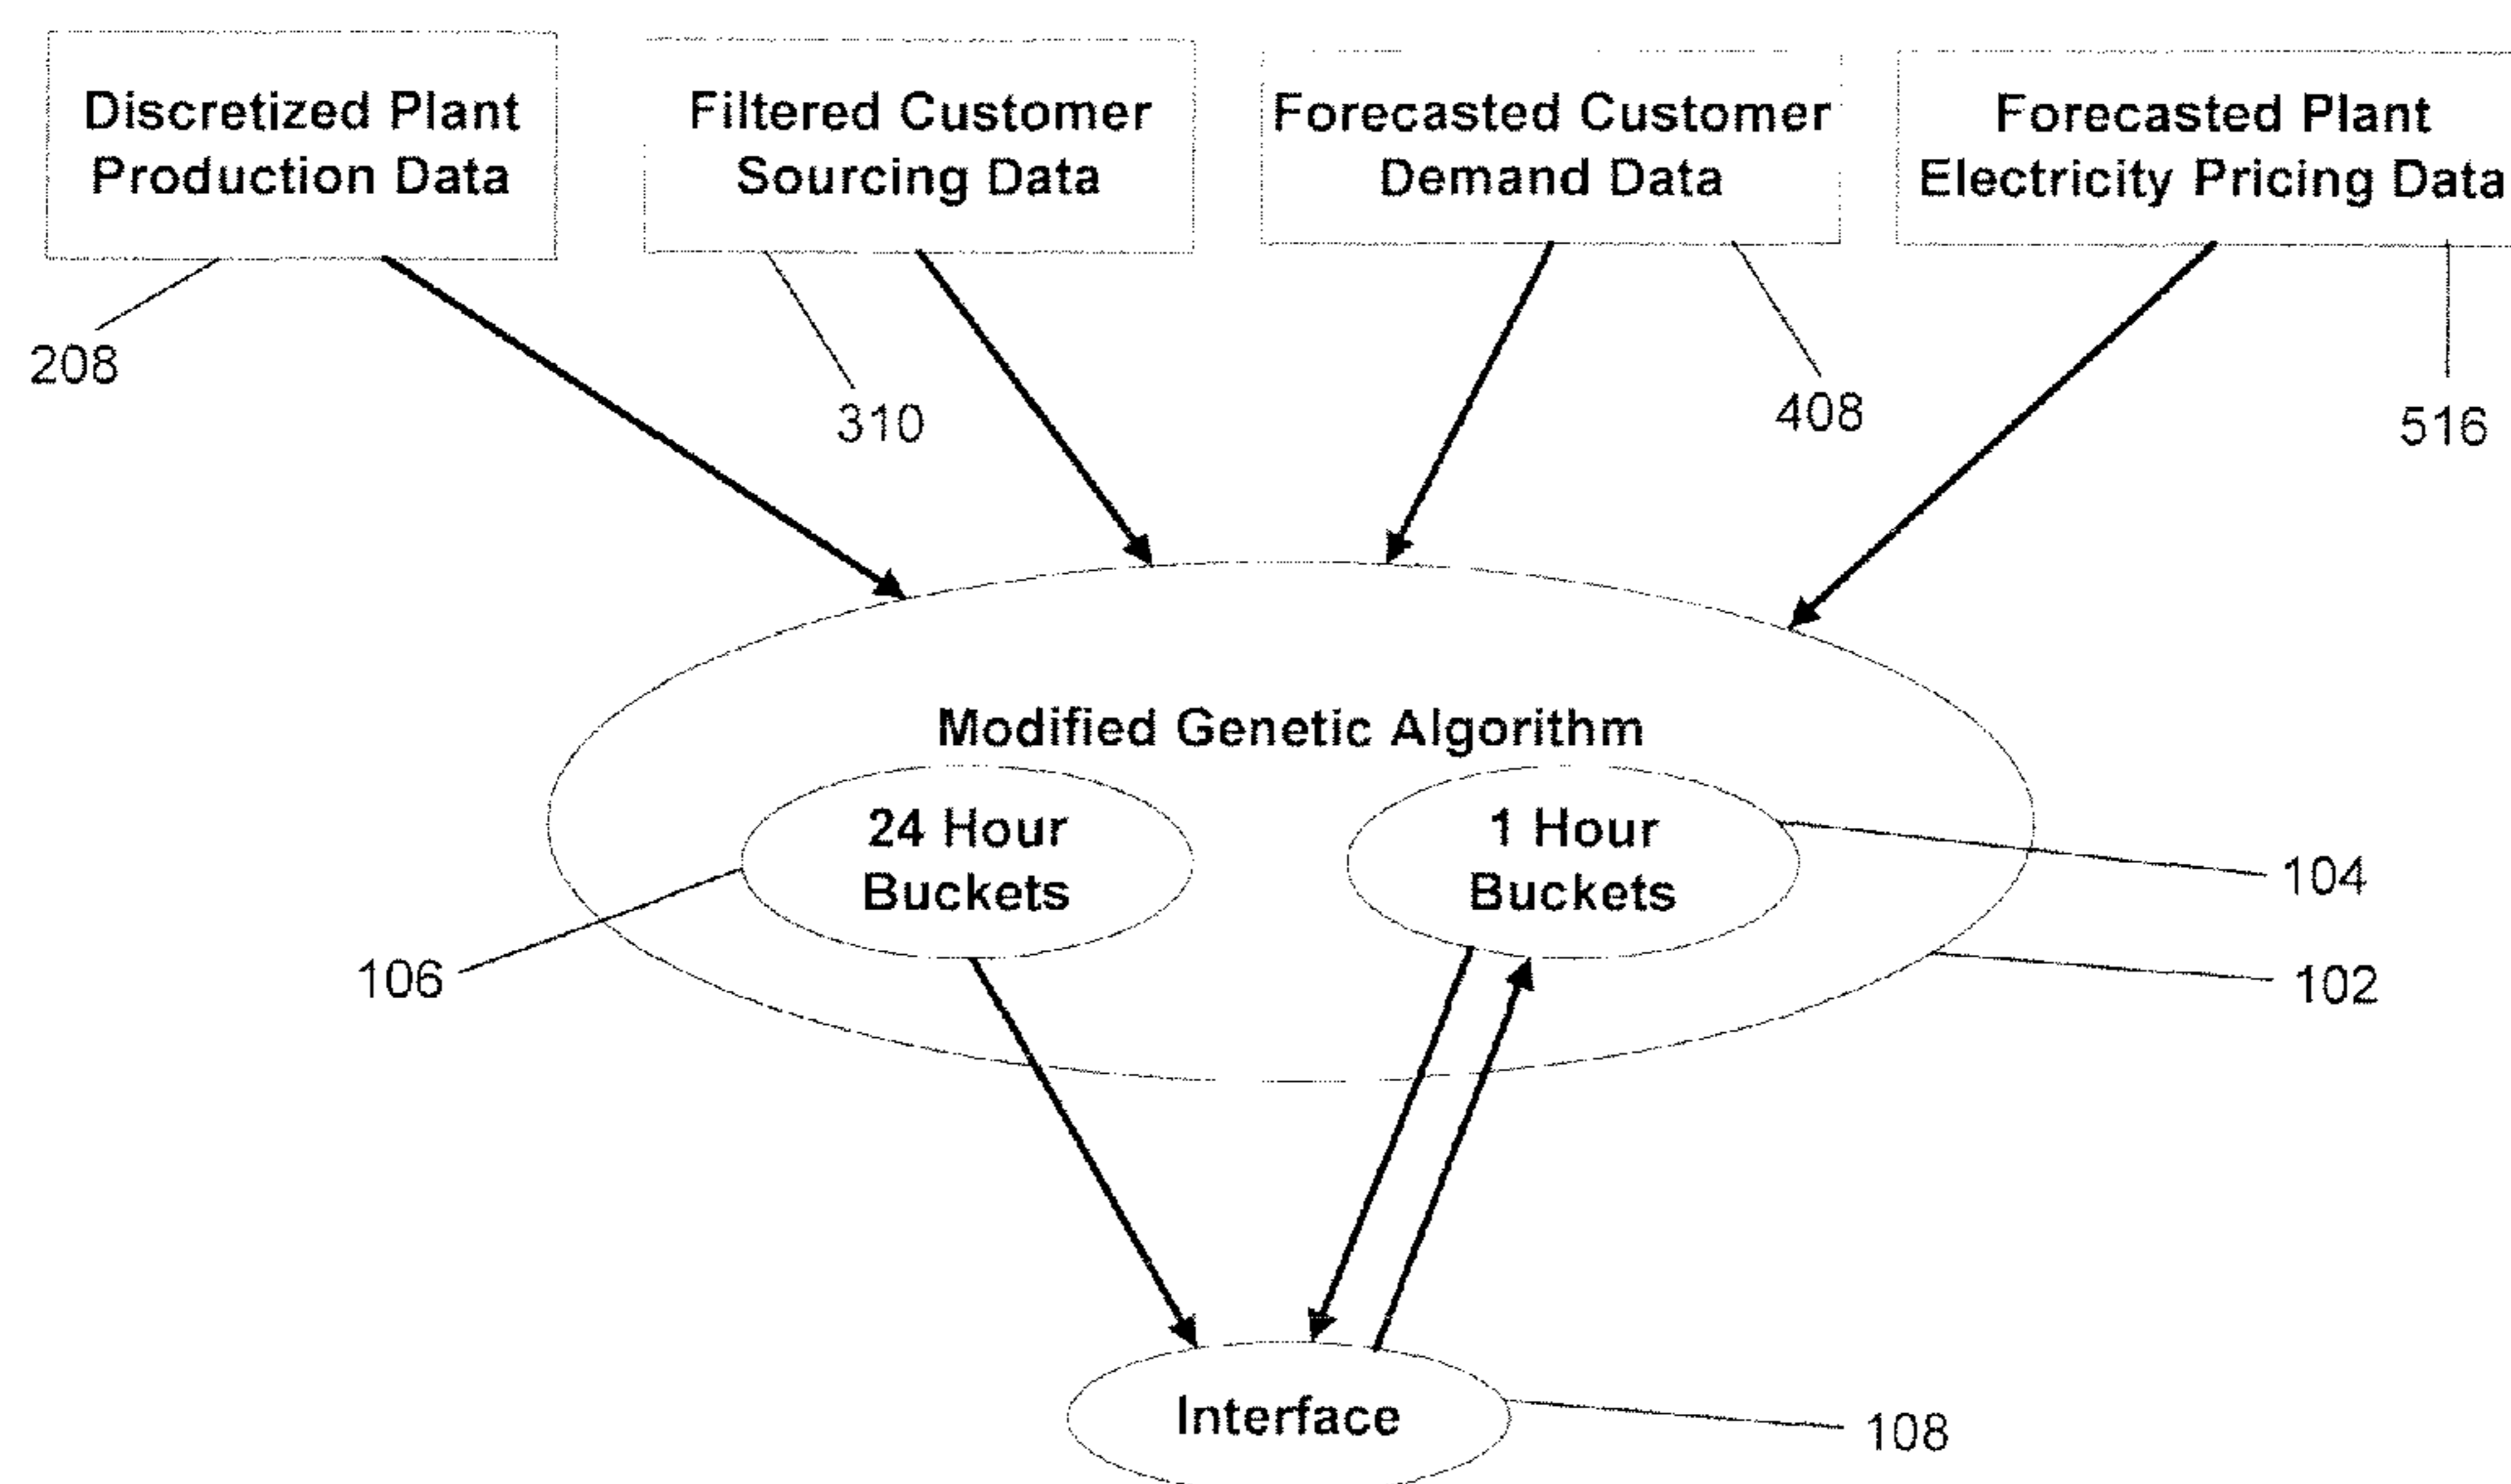 Discretized Plant
Production Data
Filtered Customer
Sourcing Data
Forecasted Customer
Demand Data
Forecasted Plant
Electricity Pricing Data
208
310
408
516
Modified Genetic Algorithm
24 Hour
Buckets
1 Hour
Buckets
104
106
102
Interface
108